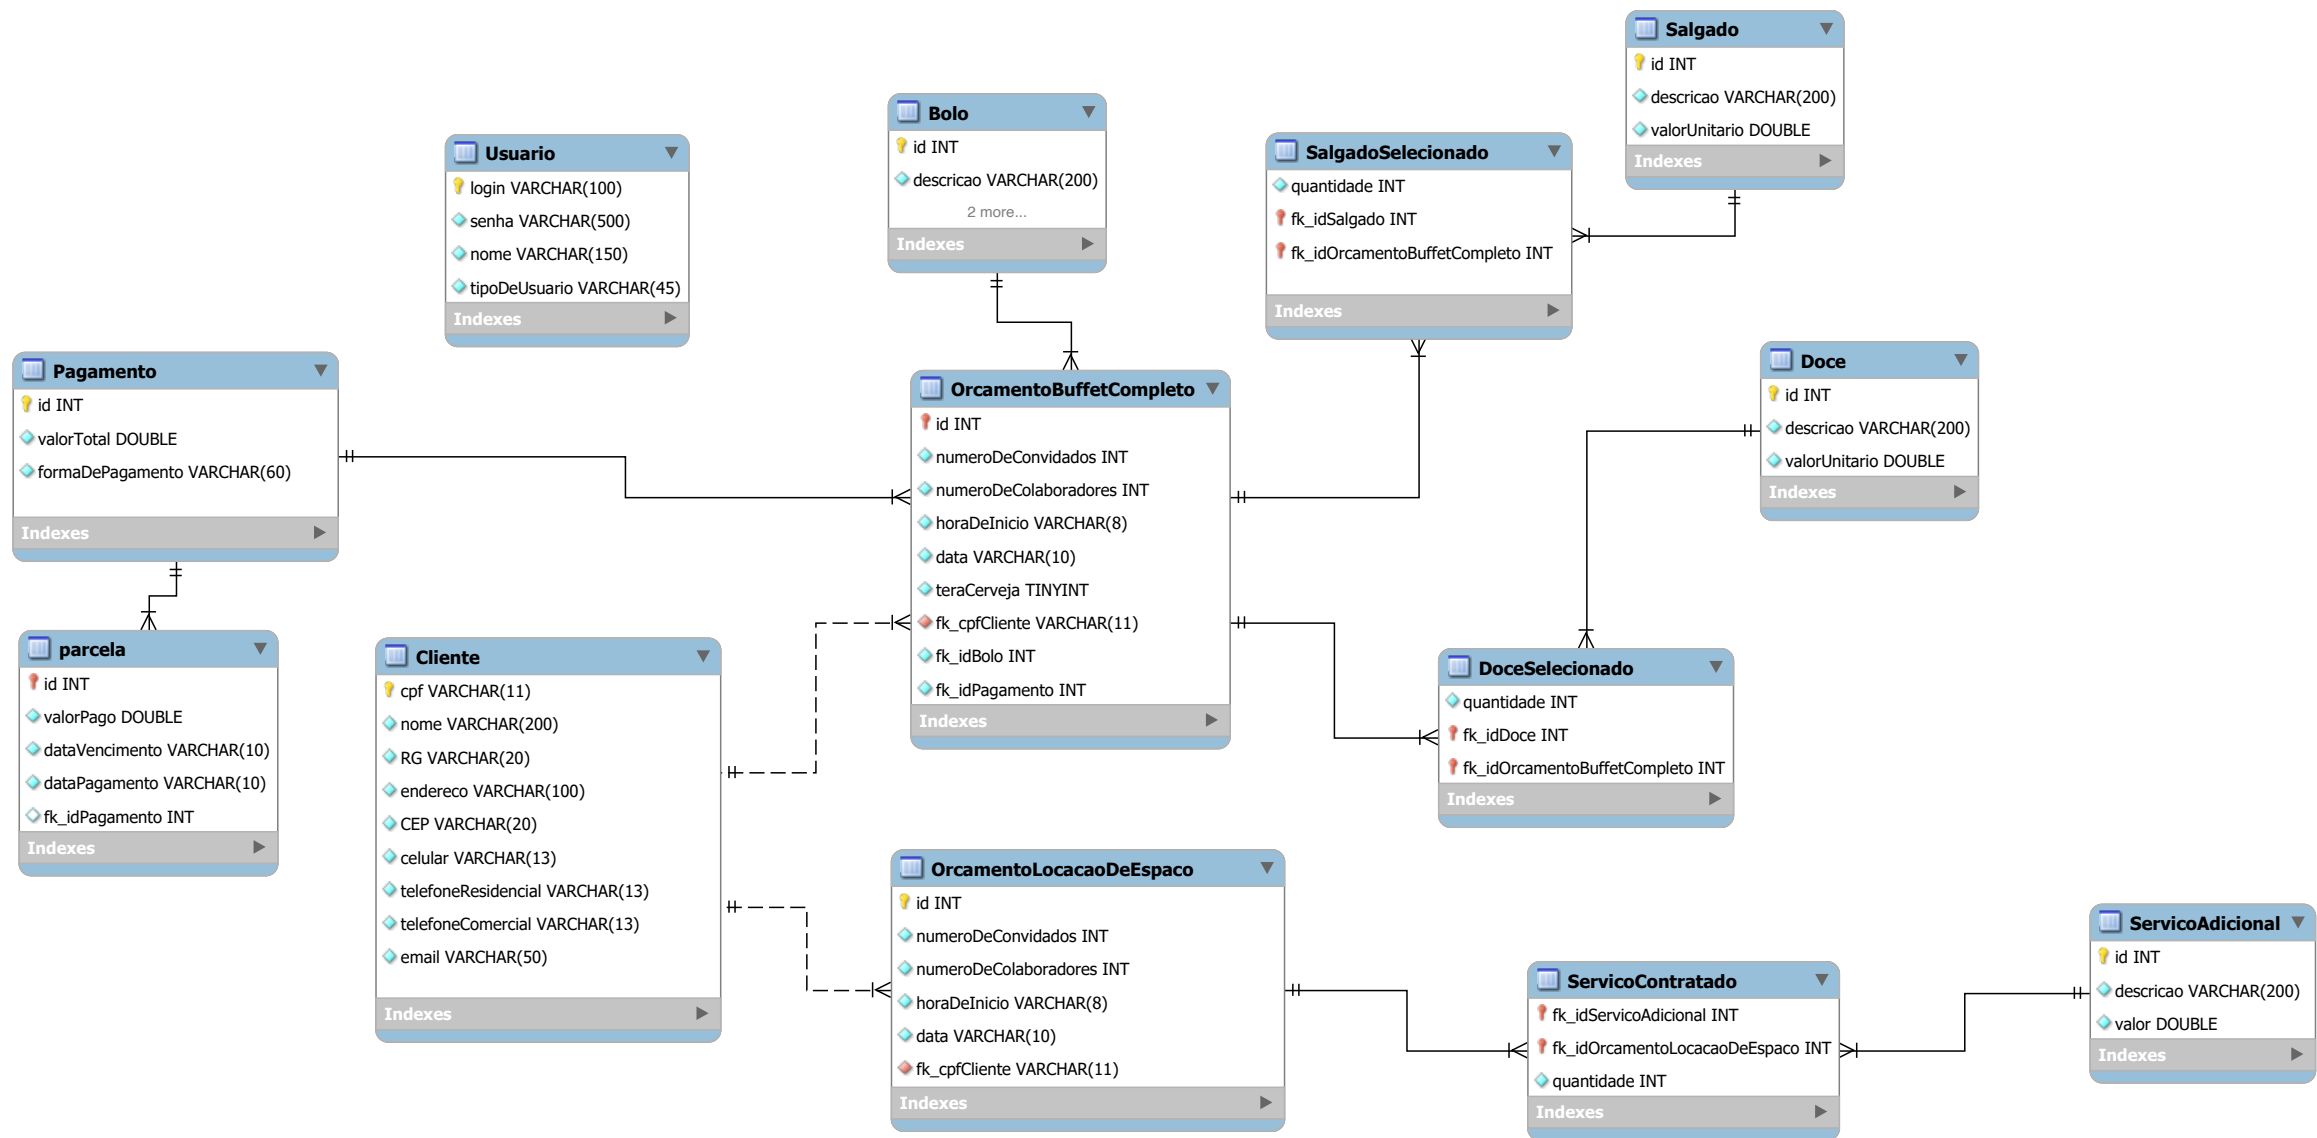 Salgado
id INT
descricao VARCHAR(200)
valorUnitario DOUBLE
Indexes
Bolo
id INT
descricao VARCHAR(200)
2 more...
Indexes
Usuario
login VARCHAR(100)
senha VARCHAR(500)
nome VARCHAR(150)
tipoDeUsuario VARCHAR(45)
Indexes
SalgadoSelecionado
quantidade INT
fk_idSalgado INT
fk_idOrcamentoBuffetCompleto INT
Indexes
Pagamento
id INT
valorTotal DOUBLE
formaDePagamento VARCHAR(60)
Indexes
OrcamentoBuffetCompleto
id INT
numeroDeConvidados INT
numeroDeColaboradores INT
horaDeInicio VARCHAR(8)
data VARCHAR(10)
teraCerveja TINYINT
fk_cpfCliente VARCHAR(11)
fk_idBolo INT
fk_idPagamento INT
Indexes
Doce
id INT
descricao VARCHAR(200)
valorUnitario DOUBLE
Indexes
parcela
id INT
valorPago DOUBLE
dataVencimento VARCHAR(10)
dataPagamento VARCHAR(10)
fk_idPagamento INT
Indexes
Cliente
cpf VARCHAR(11)
nome VARCHAR(200)
RG VARCHAR(20)
endereco VARCHAR(100)
CEP VARCHAR(20)
celular VARCHAR(13)
telefoneResidencial VARCHAR(13)
telefoneComercial VARCHAR(13)
email VARCHAR(50)
Indexes
DoceSelecionado
quantidade INT
fk_idDoce INT
fk_idOrcamentoBuffetCompleto INT
Indexes
OrcamentoLocacaoDeEspaco
id INT
numeroDeConvidados INT
numeroDeColaboradores INT
horaDeInicio VARCHAR(8)
data VARCHAR(10)
fk_cpfCliente VARCHAR(11)
Indexes
ServicoContratado
fk_idServicoAdicional INT
fk_idOrcamentoLocacaoDeEspaco INT
quantidade INT
Indexes
ServicoAdicional
id INT
descricao VARCHAR(200)
valor DOUBLE
Indexes